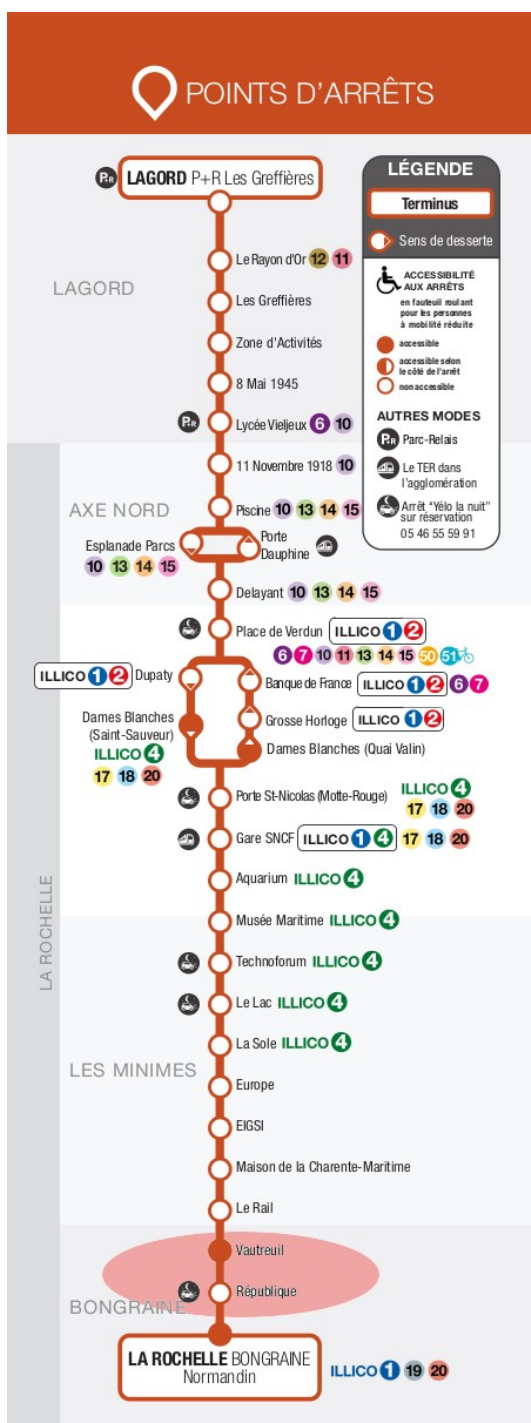 POINTS D'ARRÊTS
P+R LAGORD P+R Les Greffières
LÉGENDE
Terminus
Sens de desserte
ACCESSIBILITÉ
AUX ARRÊTS
en fauteuil roulant
pour les personnes
à mobilité réduite
accessible
accessible selon
le côté de l'arrêt
non accessible
AUTRES MODES
P+R Parc-Relais
Le TER dans
l'agglomération
Arrêt "Yélo la nuit"
sur réservation
05 46 55 59 91
LAGORD
Le Rayon d'Or 12 11
Les Greffières
Zone d'Activités
8 Mai 1945
P+R Lycée Vieljeux 6 10
LA ROCHELLE
AXE NORD
11 Novembre 1918 10
Piscine 10 13 14 15
Esplanade Parcs
10 13 14 15
Porte
Dauphine
Delayant 10 13 14 15
Place de Verdun ILLICO 1 2
6 7 10 11 13 14 15 50 51
ILLICO 1 2 Dupaty
Banque de France ILLICO 1 2 6 7
Dames Blanches
(Saint-Sauveur)
ILLICO 4
17 18 20
Grosse Horloge ILLICO 1 2
Dames Blanches (Quai Valin)
Porte St-Nicolas (Motte-Rouge) ILLICO 4
17 18 20
Gare SNCF ILLICO 1 4 17 18 20
Aquarium ILLICO 4
Musée Maritime ILLICO 4
Technoforum ILLICO 4
Le Lac ILLICO 4
La Sole ILLICO 4
LES MINIMES
Europe
EIGSI
Maison de la Charente-Maritime
Le Rail
Vautreuil
République
BONGRAINE
LA ROCHELLE BONGRAINE
Normandin
ILLICO 1 19 20